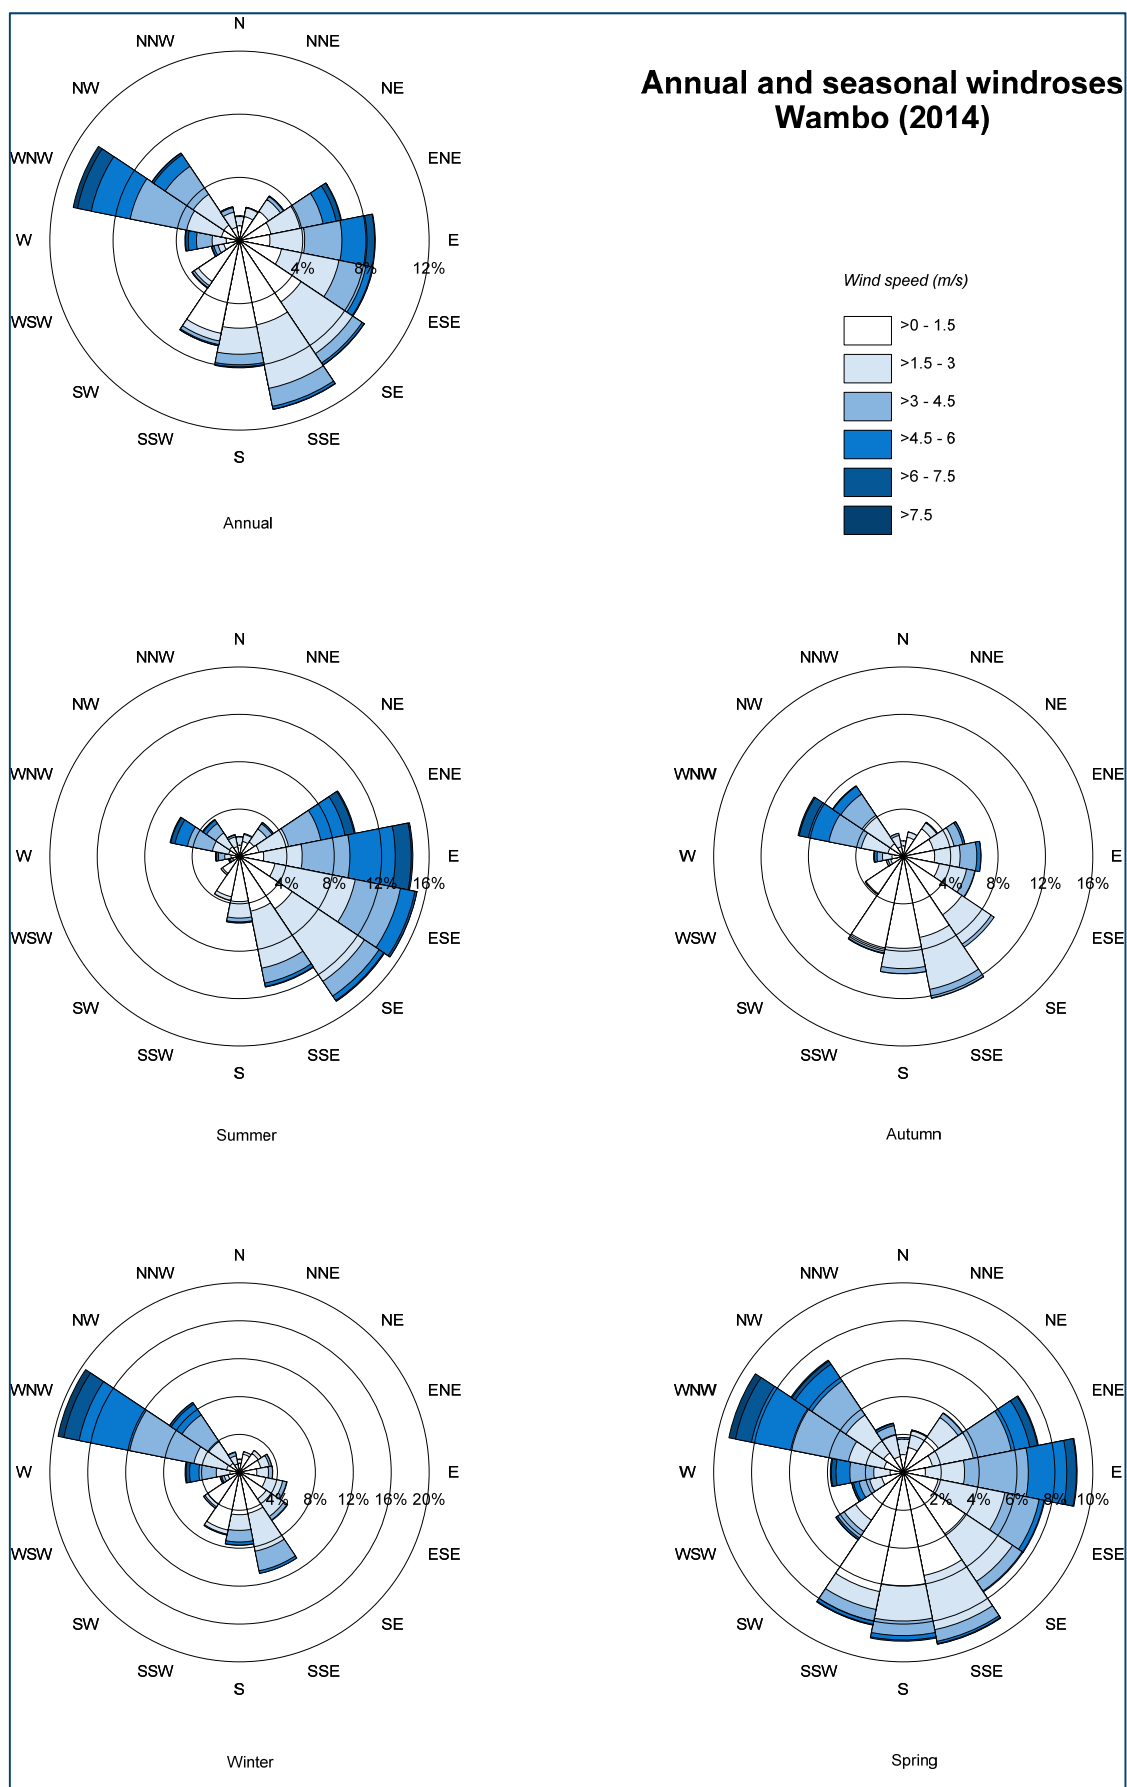 Annual and seasonal windroses
Wambo (2014)
N
NNW
NNE
NW
NE
WNW
ENE
W
E
4%
8%
12%
WSW
ESE
SW
SE
SSW
SSE
S
Annual
Wind speed (m/s)
>0 - 1.5
>1.5 - 3
>3 - 4.5
>4.5 - 6
>6 - 7.5
>7.5
N
NNW
NNE
NW
NE
WNW
ENE
W
E
4%
8%
12%
16%
WSW
ESE
SW
SE
SSW
SSE
S
Summer
N
NNW
NNE
NW
NE
WNW
ENE
W
E
4%
8%
12%
16%
WSW
ESE
SW
SE
SSW
SSE
S
Autumn
N
NNW
NNE
NW
NE
WNW
ENE
W
E
4%
8%
12%
16%
20%
WSW
ESE
SW
SE
SSW
SSE
S
Winter
N
NNW
NNE
NW
NE
WNW
ENE
W
E
2%
4%
6%
8%
10%
WSW
ESE
SW
SE
SSW
SSE
S
Spring